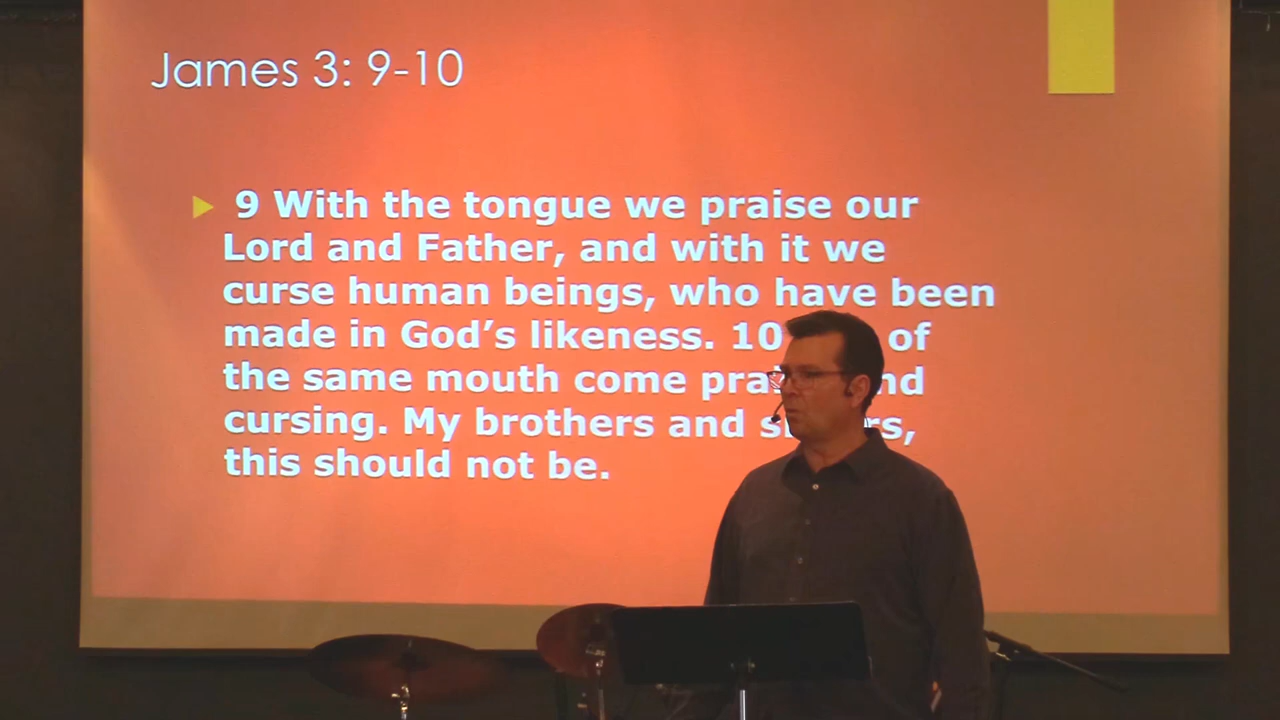 James 3: 9-10
9 With the tongue we praise our
Lord and Father, and with it we
curse human beings, who have been
made in God’s likeness. 10 of
the same mouth come
cursing. My brothers and
this should not be.